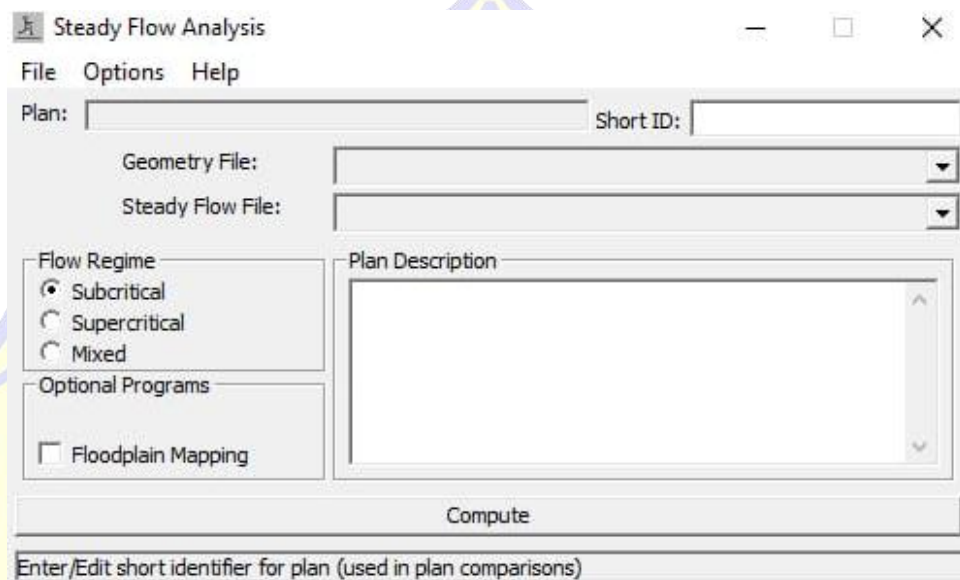 Steady Flow Analysis
File Options Help
Plan: Short ID:
Geometry File:
Steady Flow File:
Flow Regime
Subcritical
Supercritical
Mixed
Optional Programs
Floodplain Mapping
Plan Description
Compute
Enter/Edit short identifier for plan (used in plan comparisons)